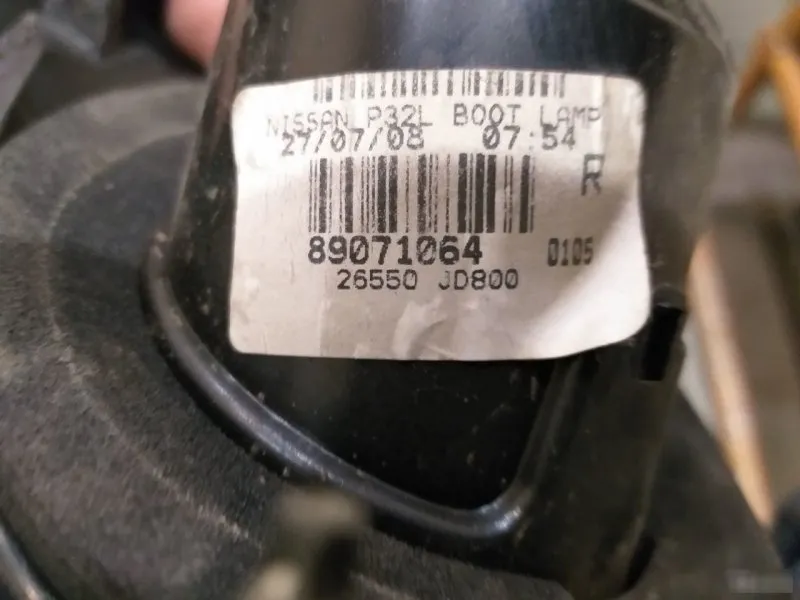 NISSAN P32L BOOT LAMP
27/07/08 07:54
R
89071064 0105
26550 JD800